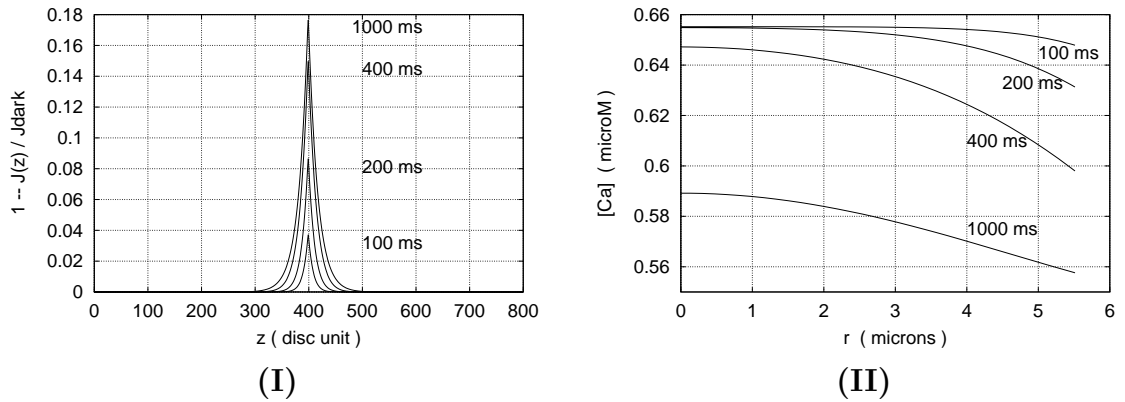 0.18
0.16
0.14
0.12
0.1
0.08
0.06
0.04
0.02
0
1 -- J(z) / Jdark
1000 ms
400 ms
200 ms
100 ms
0 100 200 300 400 500 600 700 800
z ( disc unit )
(I)
0.66
0.64
0.62
0.6
0.58
0.56
[Ca] ( microM )
100 ms
200 ms
400 ms
1000 ms
0 1 2 3 4 5 6
r ( microns )
(II)